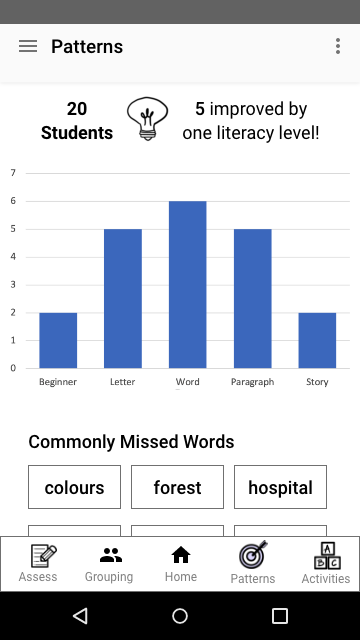 Patterns
20
Students
5 improved by
one literacy level!
7
6
5
4
3
2
1
0
Beginner Letter Word Paragraph Story
Commonly Missed Words
colours forest hospital
Assess Grouping Home Patterns Activities